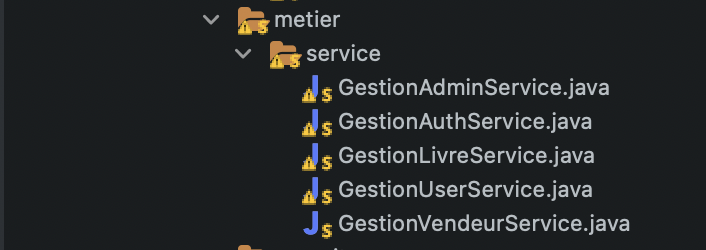 metier
service
GestionAdminService.java
GestionAuthService.java
GestionLivreService.java
GestionUserService.java
GestionVendeurService.java